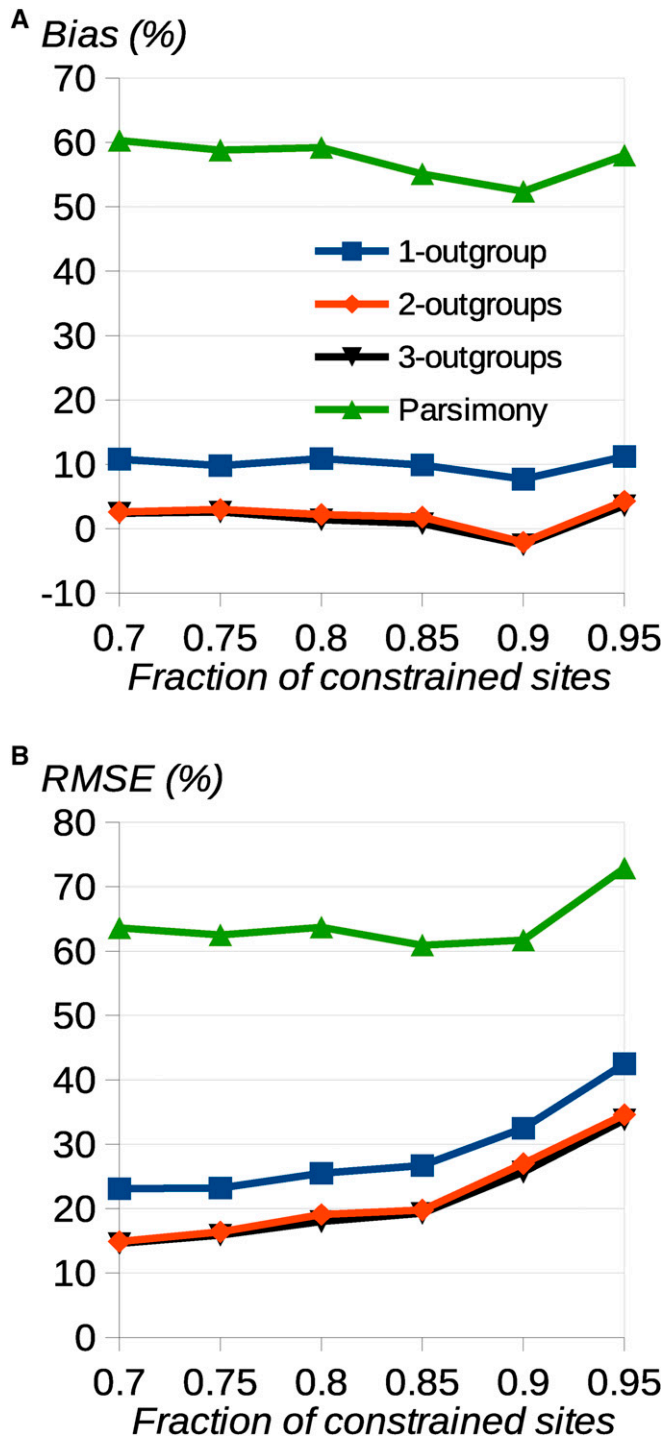 A Bias (%)
70
60
50
40
30
20
10
0
-10
1-outgroup
2-outgroups
3-outgroups
Parsimony
0.7 0.75 0.8 0.85 0.9 0.95
Fraction of constrained sites
B RMSE (%)
80
70
60
50
40
30
20
10
0
0.7 0.75 0.8 0.85 0.9 0.95
Fraction of constrained sites